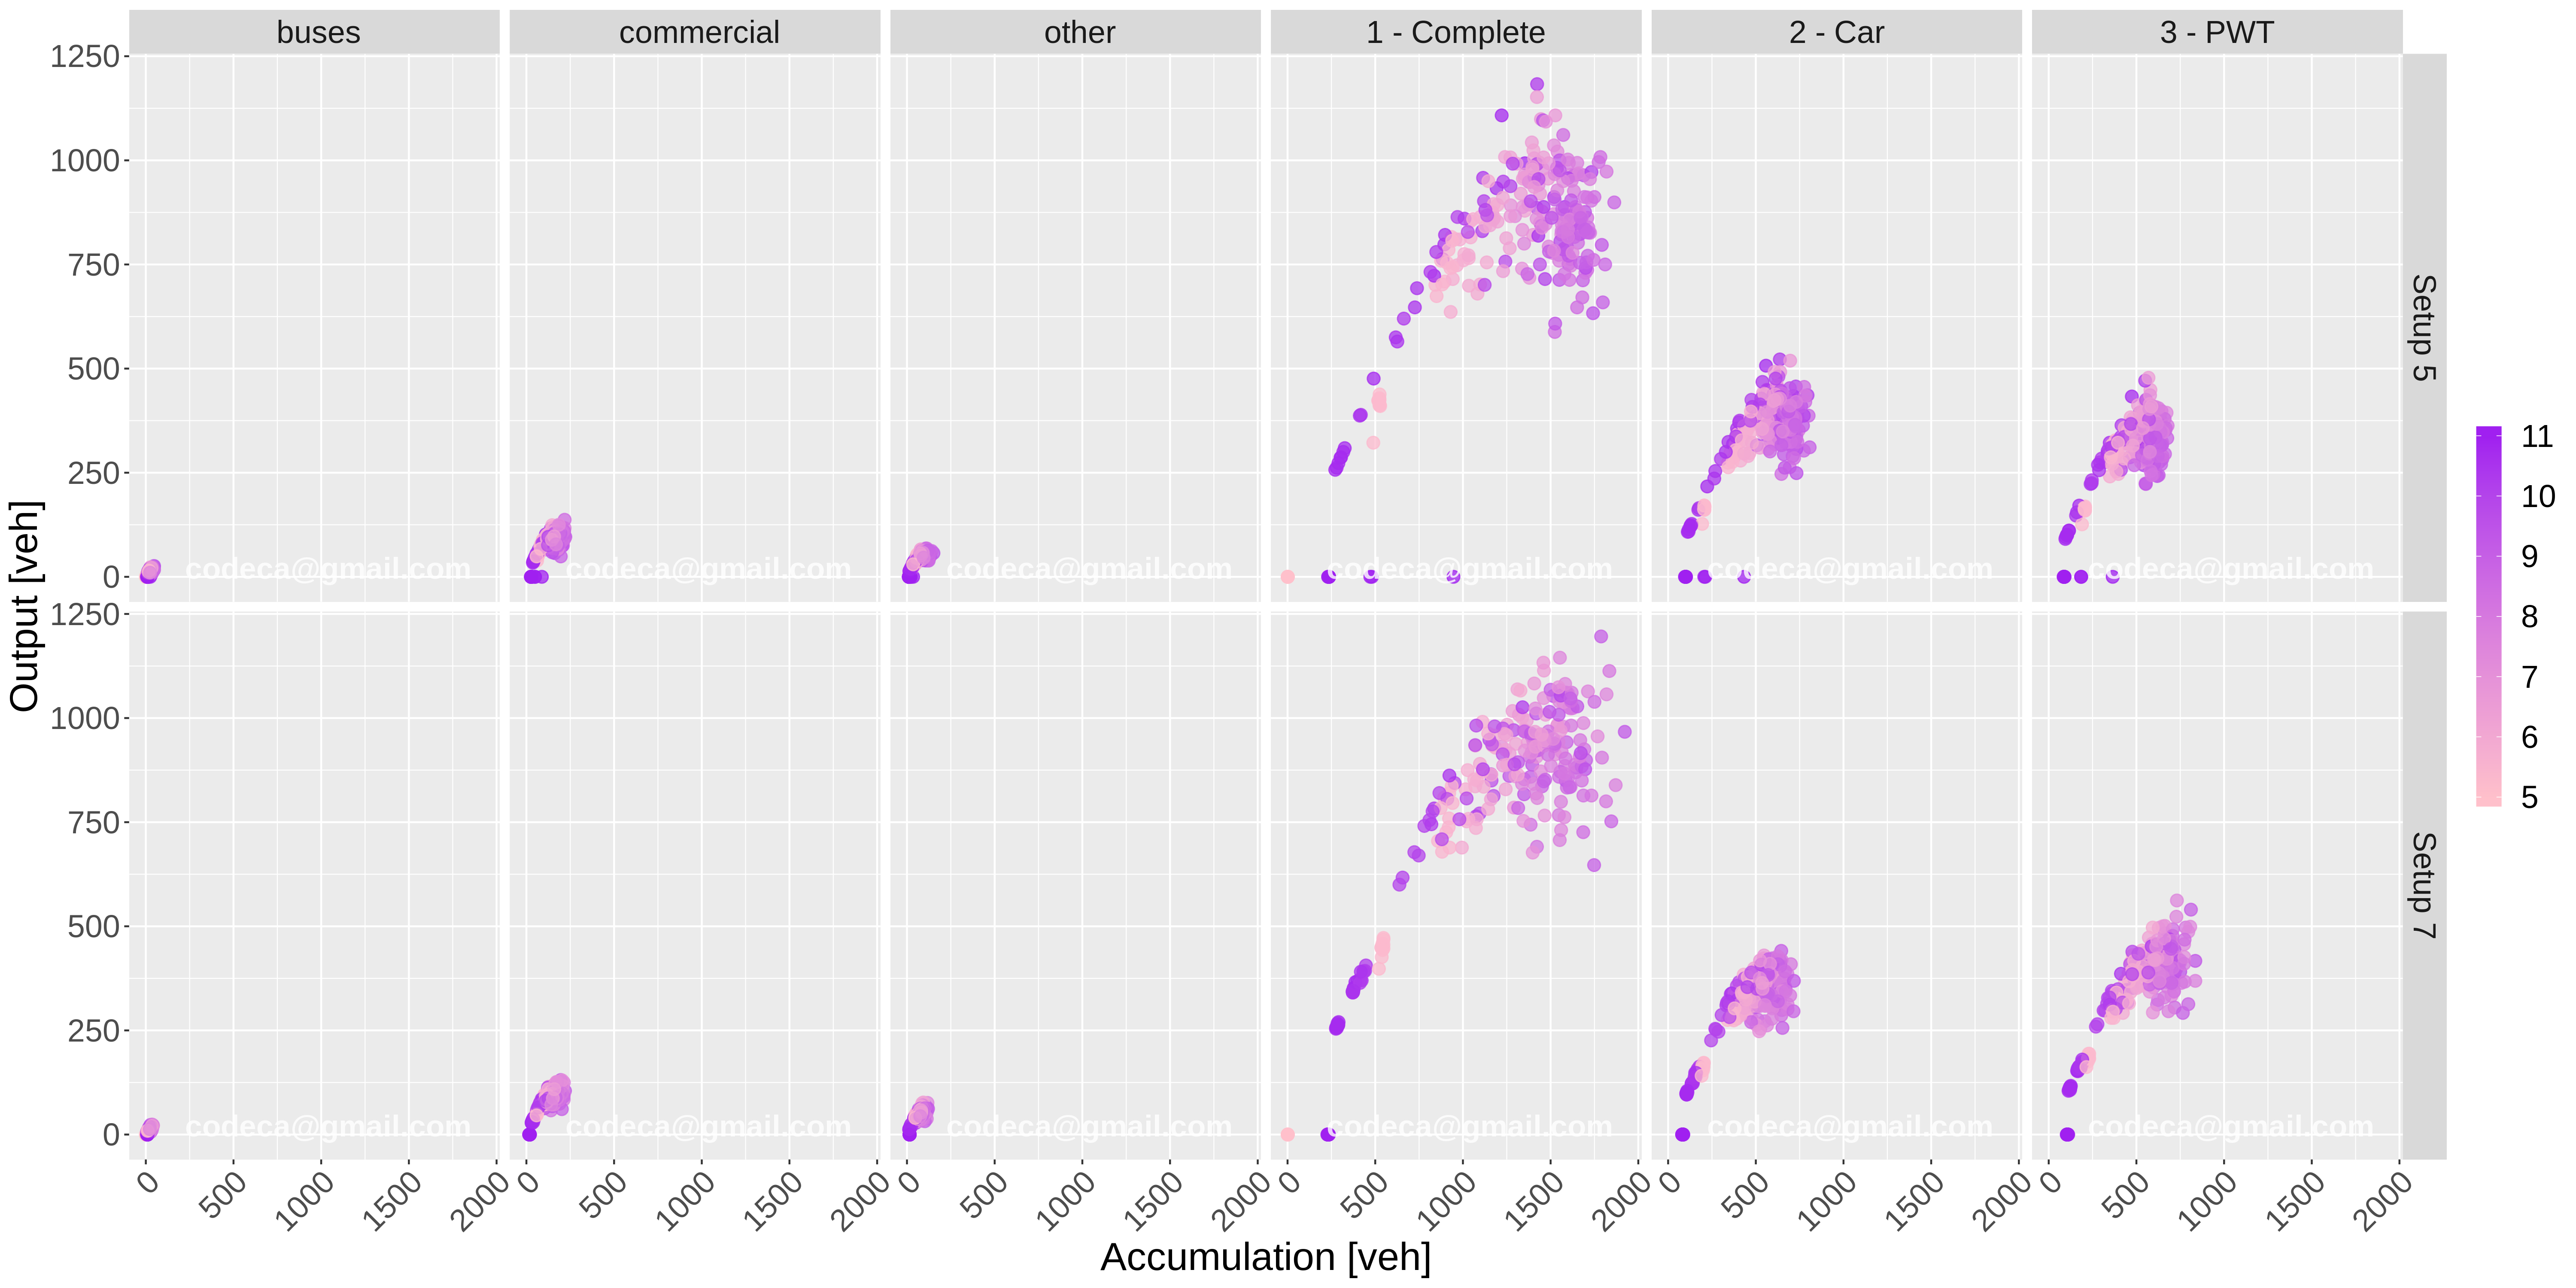 buses commercial other 1 - Complete 2 - Car 3 - PWT
1250
1000
750
500
250
0
Setup 5
codeca@gmail.com codeca@gmail.com codeca@gmail.com codeca@gmail.com codeca@gmail.com codeca@gmail.com
Output [veh]
11
10
9
8
7
6
5
1250
1000
750
500
250
0
Setup 7
codeca@gmail.com codeca@gmail.com codeca@gmail.com codeca@gmail.com codeca@gmail.com codeca@gmail.com
0 500 1000 1500 2000 0 500 1000 1500 2000 0 500 1000 1500 2000 0 500 1000 1500 2000 0 500 1000 1500 2000 0 500 1000 1500 2000
Accumulation [veh]